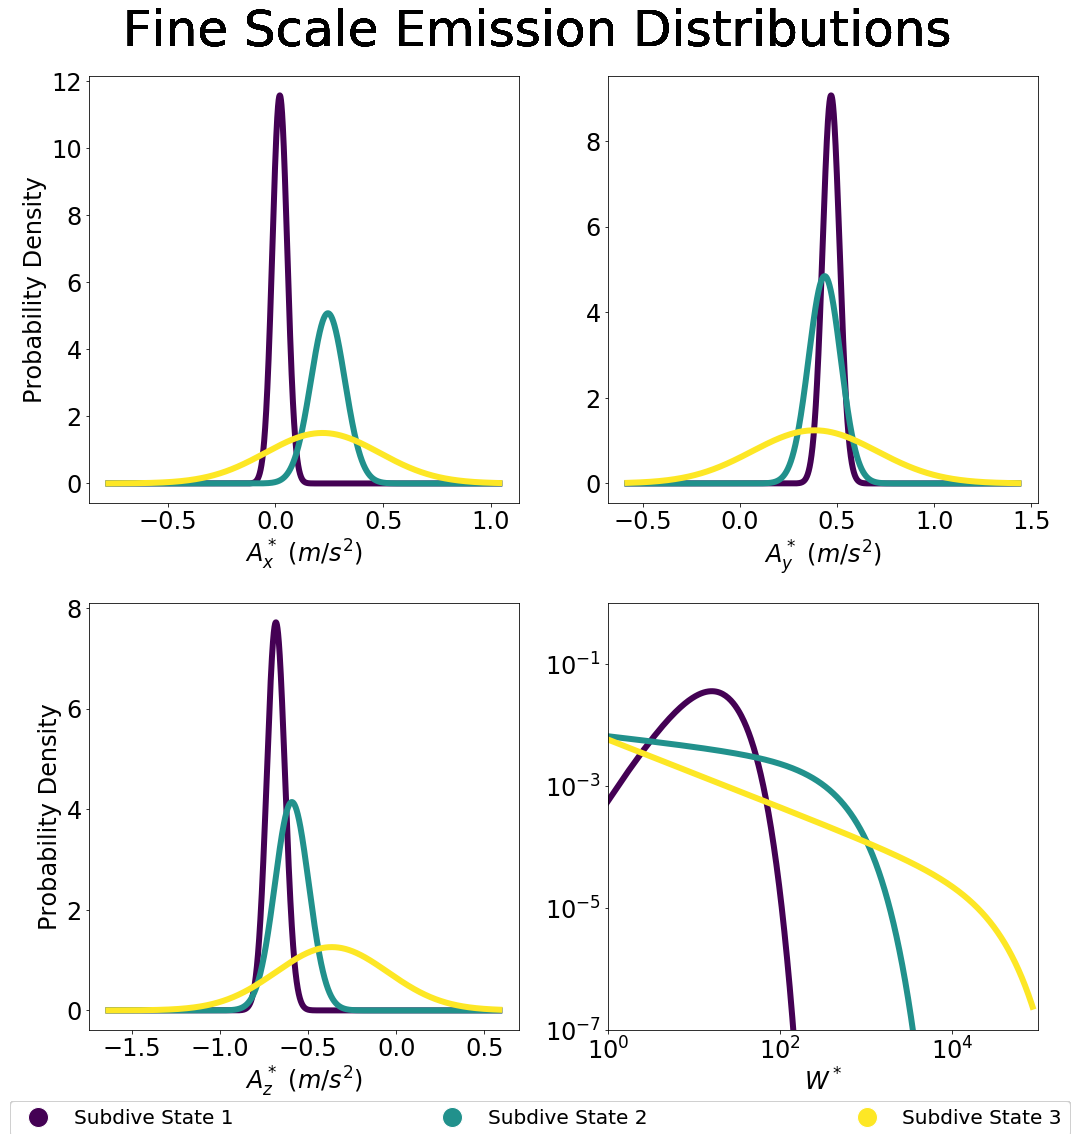 Fine Scale Emission Distributions
Probability Density
12
10
8
6
4
2
0
−0.5 0.0 0.5 1.0
A_x^* (m/s^2)
8
6
4
2
0
−0.5 0.0 0.5 1.0 1.5
A_y^* (m/s^2)
Probability Density
8
6
4
2
0
−1.5 −1.0 −0.5 0.0 0.5
A_z^* (m/s^2)
10^{-1}
10^{-3}
10^{-5}
10^{-7}
10^0 10^2 10^4
W^*
Subdive State 1 Subdive State 2 Subdive State 3